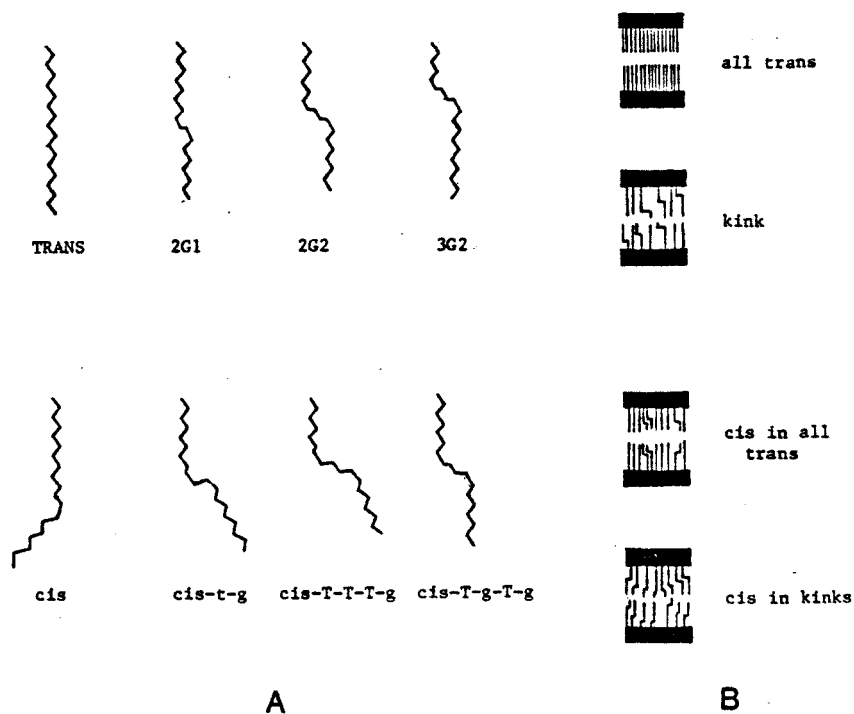 TRANS
2G1
2G2
3G2
cis
cis-t-g
cis-T-T-T-g
cis-T-g-T-g
A
all trans
kink
cis in all
trans
cis in kinks
B